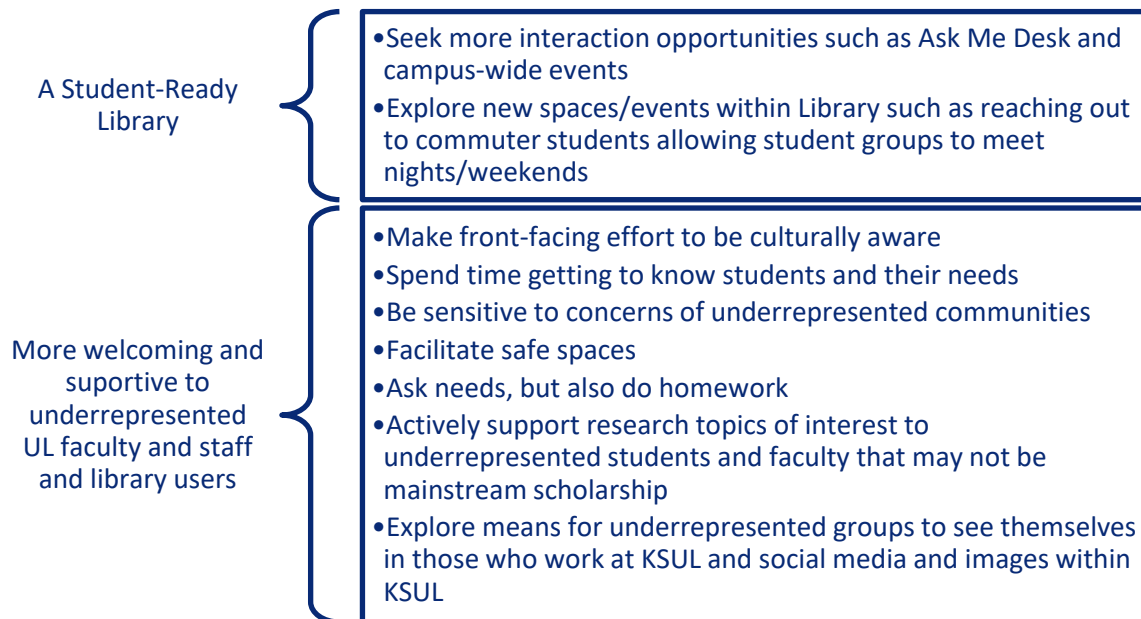 A Student-Ready
Library
•Seek more interaction opportunities such as Ask Me Desk and
campus-wide events
•Explore new spaces/events within Library such as reaching out
to commuter students allowing student groups to meet
nights/weekends
More welcoming and
suportive to
underrepresented
UL faculty and staff
and library users
•Make front-facing effort to be culturally aware
•Spend time getting to know students and their needs
•Be sensitive to concerns of underrepresented communities
•Facilitate safe spaces
•Ask needs, but also do homework
•Actively support research topics of interest to
underrepresented students and faculty that may not be
mainstream scholarship
•Explore means for underrepresented groups to see themselves
in those who work at KSUL and social media and images within
KSUL